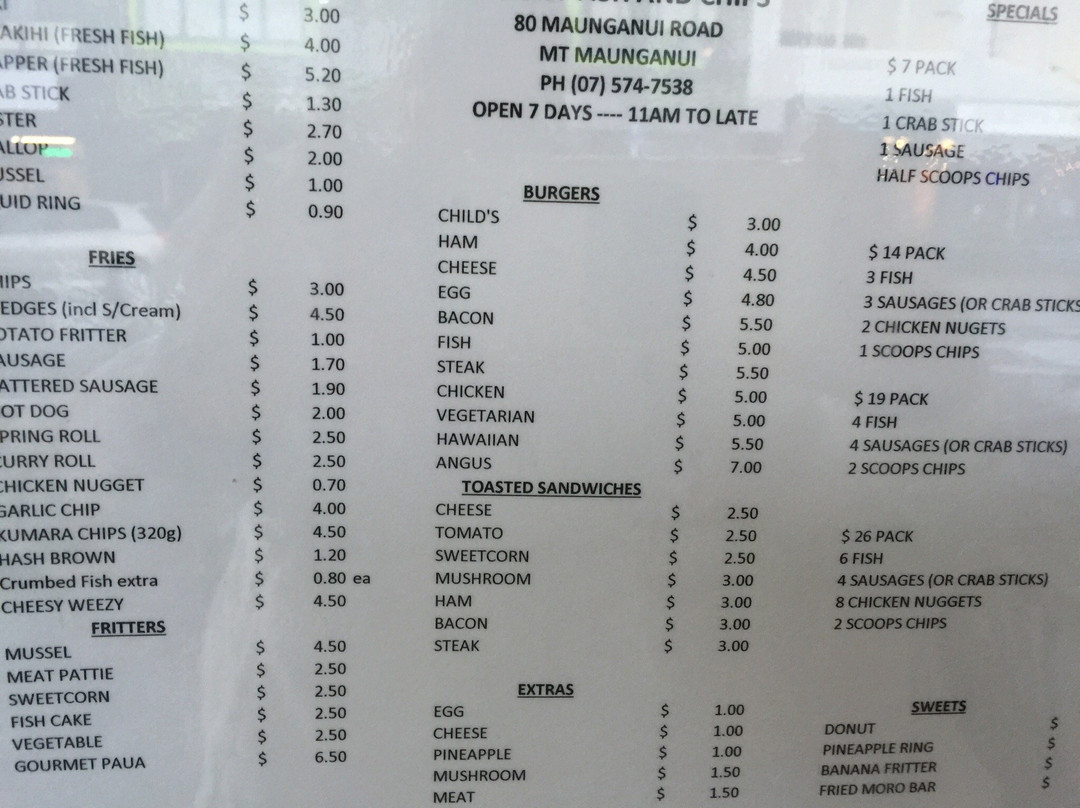 $ 3.00
AKIHI (FRESH FISH) $ 4.00
APPER (FRESH FISH) $ 5.20
AB STICK $ 1.30
STER $ 2.70
ALLOP $ 2.00
USSEL $ 1.00
UID RING $ 0.90
FRIES
HIPS $ 3.00
EDGES (incl S/Cream) $ 4.50
OTATO FRITTER $ 1.00
AUSAGE $ 1.70
ATTERED SAUSAGE $ 1.90
OT DOG $ 2.00
PRING ROLL $ 2.50
CURRY ROLL $ 2.50
CHICKEN NUGGET $ 0.70
GARLIC CHIP $ 4.00
KUMARA CHIPS (320g) $ 4.50
HASH BROWN $ 1.20
Crumbed Fish extra $ 0.80 ea
CHEESY WEEZY $ 4.50
FRITTERS
MUSSEL $ 4.50
MEAT PATTIE $ 2.50
SWEETCORN $ 2.50
FISH CAKE $ 2.50
VEGETABLE $ 2.50
GOURMET PAUA $ 6.50
AND CHIPS
80 MAUNGANUI ROAD
MT MAUNGANUI
PH (07) 574-7538
OPEN 7 DAYS ---- 11AM TO LATE
BURGERS
CHILD'S $ 3.00
HAM $ 4.00
CHEESE $ 4.50
EGG $ 4.80
BACON $ 5.50
FISH $ 5.00
STEAK $ 5.50
CHICKEN $ 5.00
VEGETARIAN $ 5.00
HAWAIIAN $ 5.50
ANGUS $ 7.00
TOASTED SANDWICHES
CHEESE $ 2.50
TOMATO $ 2.50
SWEETCORN $ 2.50
MUSHROOM $ 3.00
HAM $ 3.00
BACON $ 3.00
STEAK $ 3.00
EXTRAS
EGG $ 1.00
CHEESE $ 1.00
PINEAPPLE $ 1.00
MUSHROOM $ 1.50
MEAT $ 1.50
SPECIALS
$ 7 PACK
1 FISH
1 CRAB STICK
1 SAUSAGE
HALF SCOOPS CHIPS
$ 14 PACK
3 FISH
3 SAUSAGES (OR CRAB STICKS
2 CHICKEN NUGETS
1 SCOOPS CHIPS
$ 19 PACK
4 FISH
4 SAUSAGES (OR CRAB STICKS)
2 SCOOPS CHIPS
$ 26 PACK
6 FISH
4 SAUSAGES (OR CRAB STICKS)
8 CHICKEN NUGGETS
2 SCOOPS CHIPS
SWEETS
DONUT $
PINEAPPLE RING $
BANANA FRITTER $
FRIED MORO BAR $